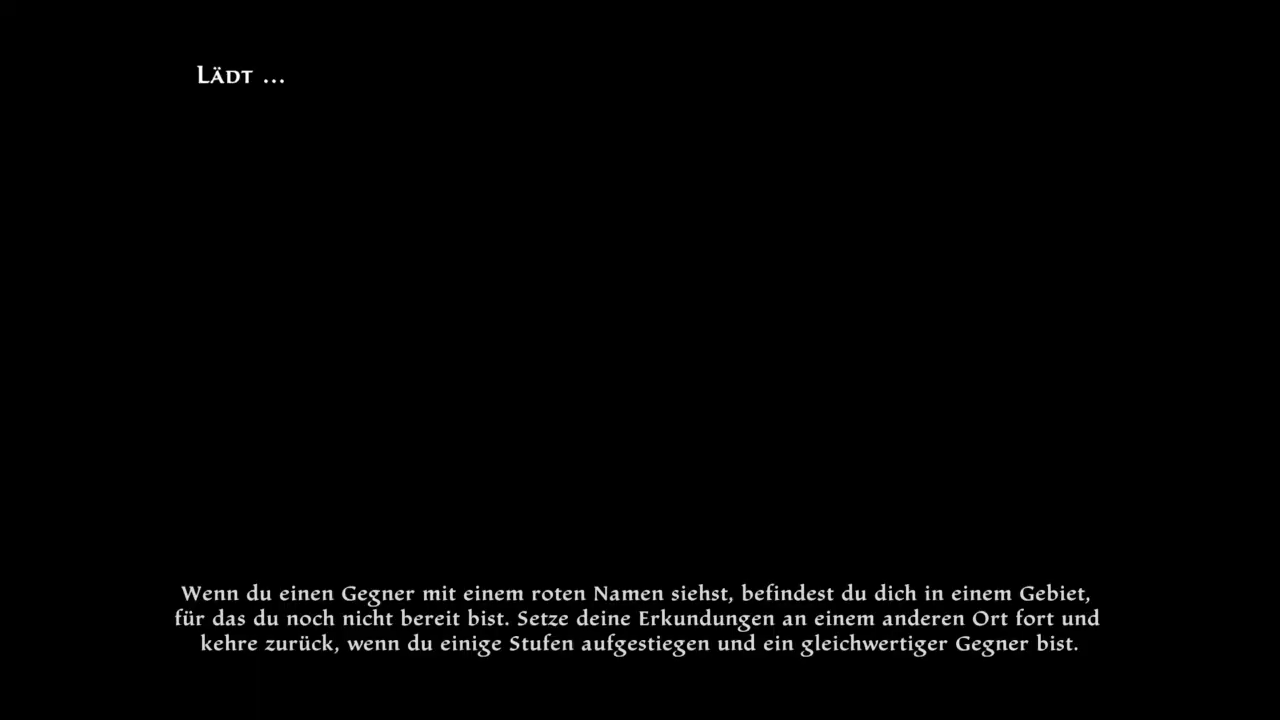 Lädt ...
Wenn du einen Gegner mit einem roten Namen siehst, befindest du dich in einem Gebiet,
für das du noch nicht bereit bist. Setze deine Erkundungen an einem anderen Ort fort und
kehre zurück, wenn du einige Stufen aufgestiegen und ein gleichwertiger Gegner bist.